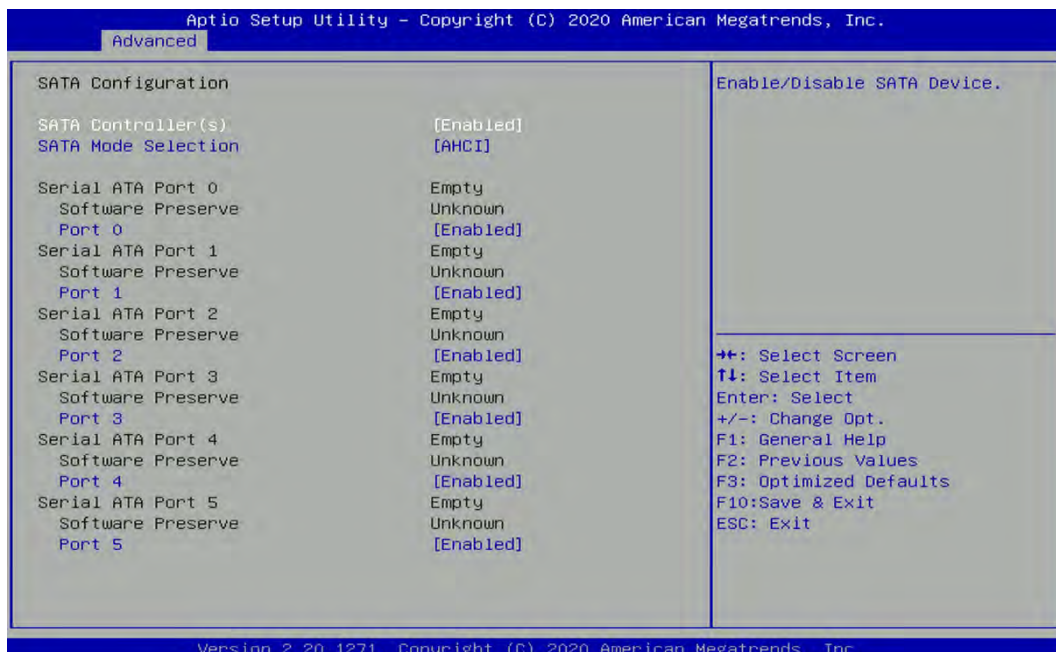 Aptio Setup Utility – Copyright (C) 2020 American Megatrends, Inc.
Advanced
SATA Configuration
SATA Controller(s) [Enabled]
SATA Mode Selection [AHCI]
Serial ATA Port 0 Empty
Software Preserve Unknown
Port 0 [Enabled]
Serial ATA Port 1 Empty
Software Preserve Unknown
Port 1 [Enabled]
Serial ATA Port 2 Empty
Software Preserve Unknown
Port 2 [Enabled]
Serial ATA Port 3 Empty
Software Preserve Unknown
Port 3 [Enabled]
Serial ATA Port 4 Empty
Software Preserve Unknown
Port 4 [Enabled]
Serial ATA Port 5 Empty
Software Preserve Unknown
Port 5 [Enabled]
Enable/Disable SATA Device.
→←: Select Screen
↑↓: Select Item
Enter: Select
+/-: Change Opt.
F1: General Help
F2: Previous Values
F3: Optimized Defaults
F10:Save & Exit
ESC: Exit
Version 2.20.1271. Copyright (C) 2020 American Megatrends, Inc.